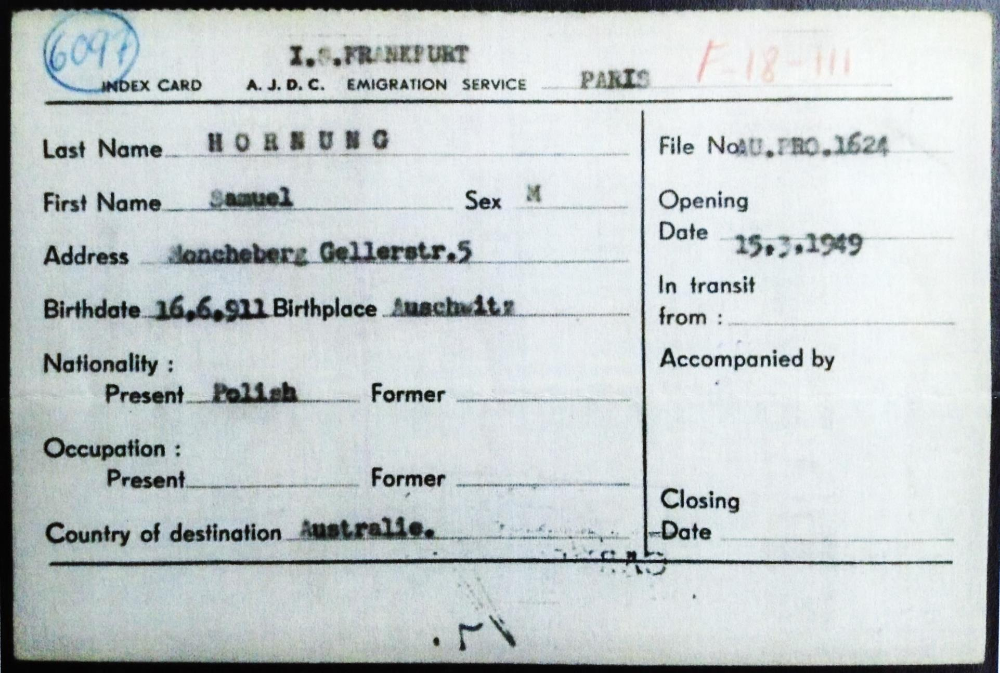 6097
I.S.FRANKFURT
F-18-111
INDEX CARD A. J. D. C. EMIGRATION SERVICE PARIS
Last Name HORNUNG
File No: AU.PRO.1624
First Name Samuel Sex M
Opening
Date 15.3.1949
Address Moncheberg Gellerstr.5
In transit
from :
Birthdate 16.6.911 Birthplace Auschwitz
Accompanied by
Nationality :
Present Polish Former
Occupation :
Present Former
Closing
Date
Country of destination Australie.